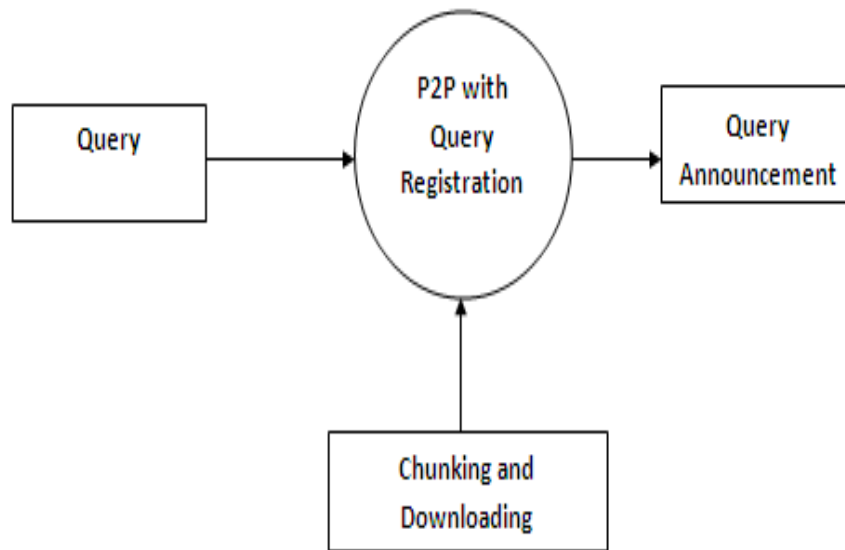 Query
P2P with
Query
Registration
Query
Announcement
Chunking and
Downloading